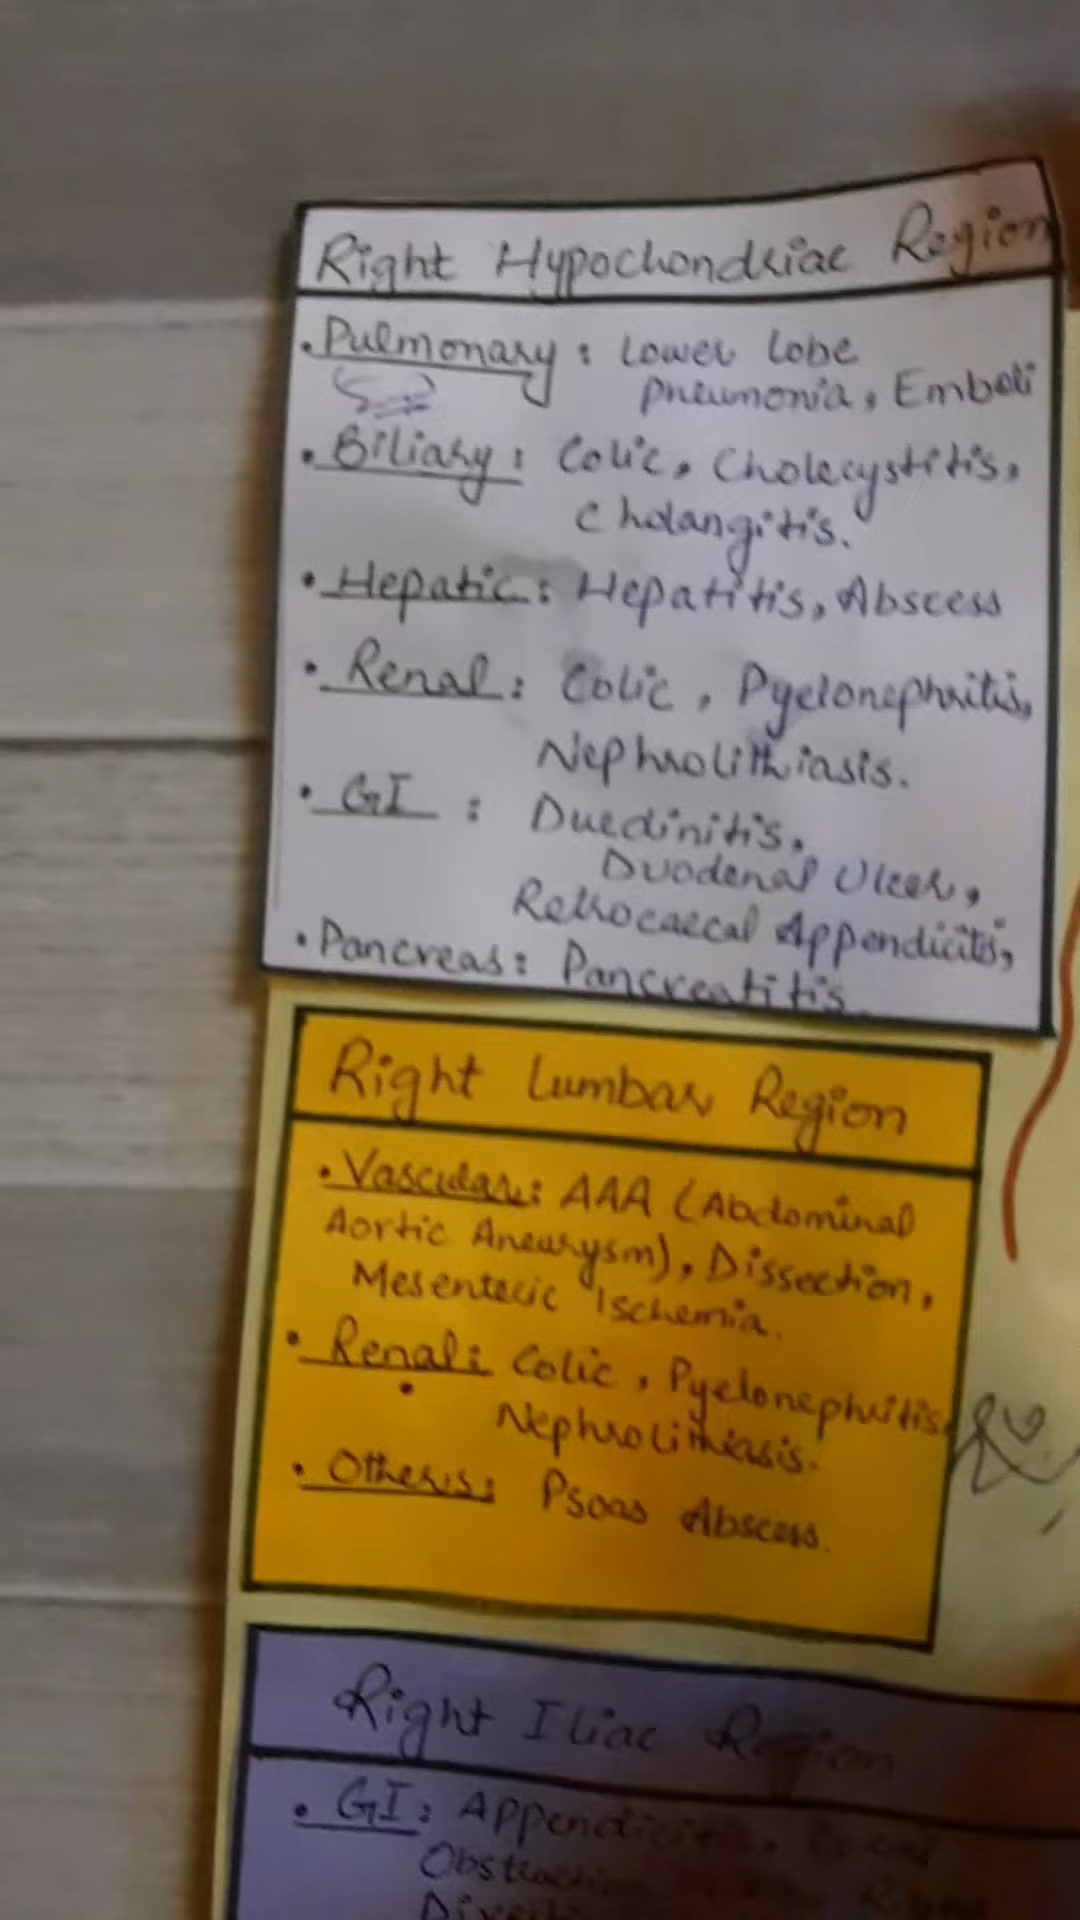 Right Hypochondriac Region
• Pulmonary : Lower lobe
pneumonia, Emboli
• Biliary : Colic, Cholecystitis,
Cholangitis.
• Hepatic : Hepatitis, Abscess
• Renal : Colic, Pyelonephritis,
Nephrolithiasis.
• GI : Duedinitis,
Duodenal Ulcer,
Retrocaecal Appendicitis,
• Pancreas : Pancreatitis
Right Lumbar Region
• Vascular : AAA (Abdominal
Aortic Aneurysm), Dissection,
Mesenteric Ischemia.
• Renal : Colic, Pyelonephritis,
Nephrolithiasis.
• Others : Psoas Abscess.
Right Iliac Region
• GI : Appendicitis,